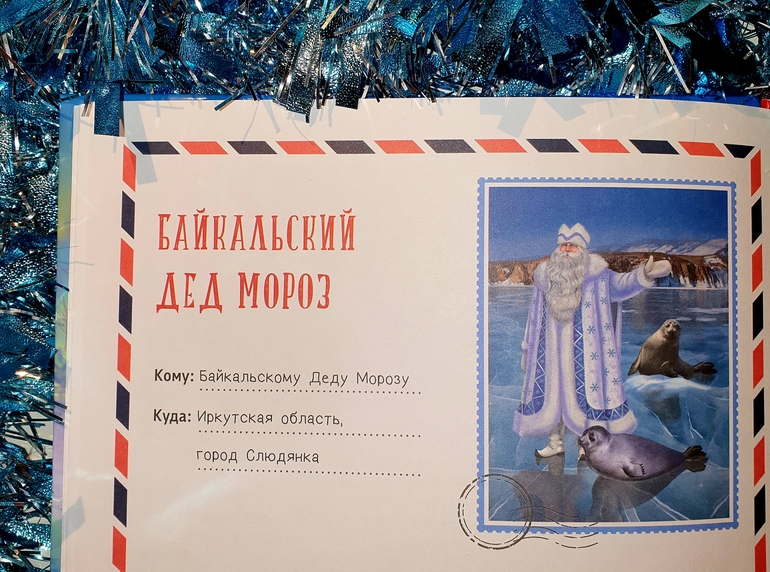 БАЙКАЛЬСКИЙ
ДЕД МОРОЗ
Кому: Байкальскому Деду Морозу
Куда: Иркутская область,
город Слюдянка